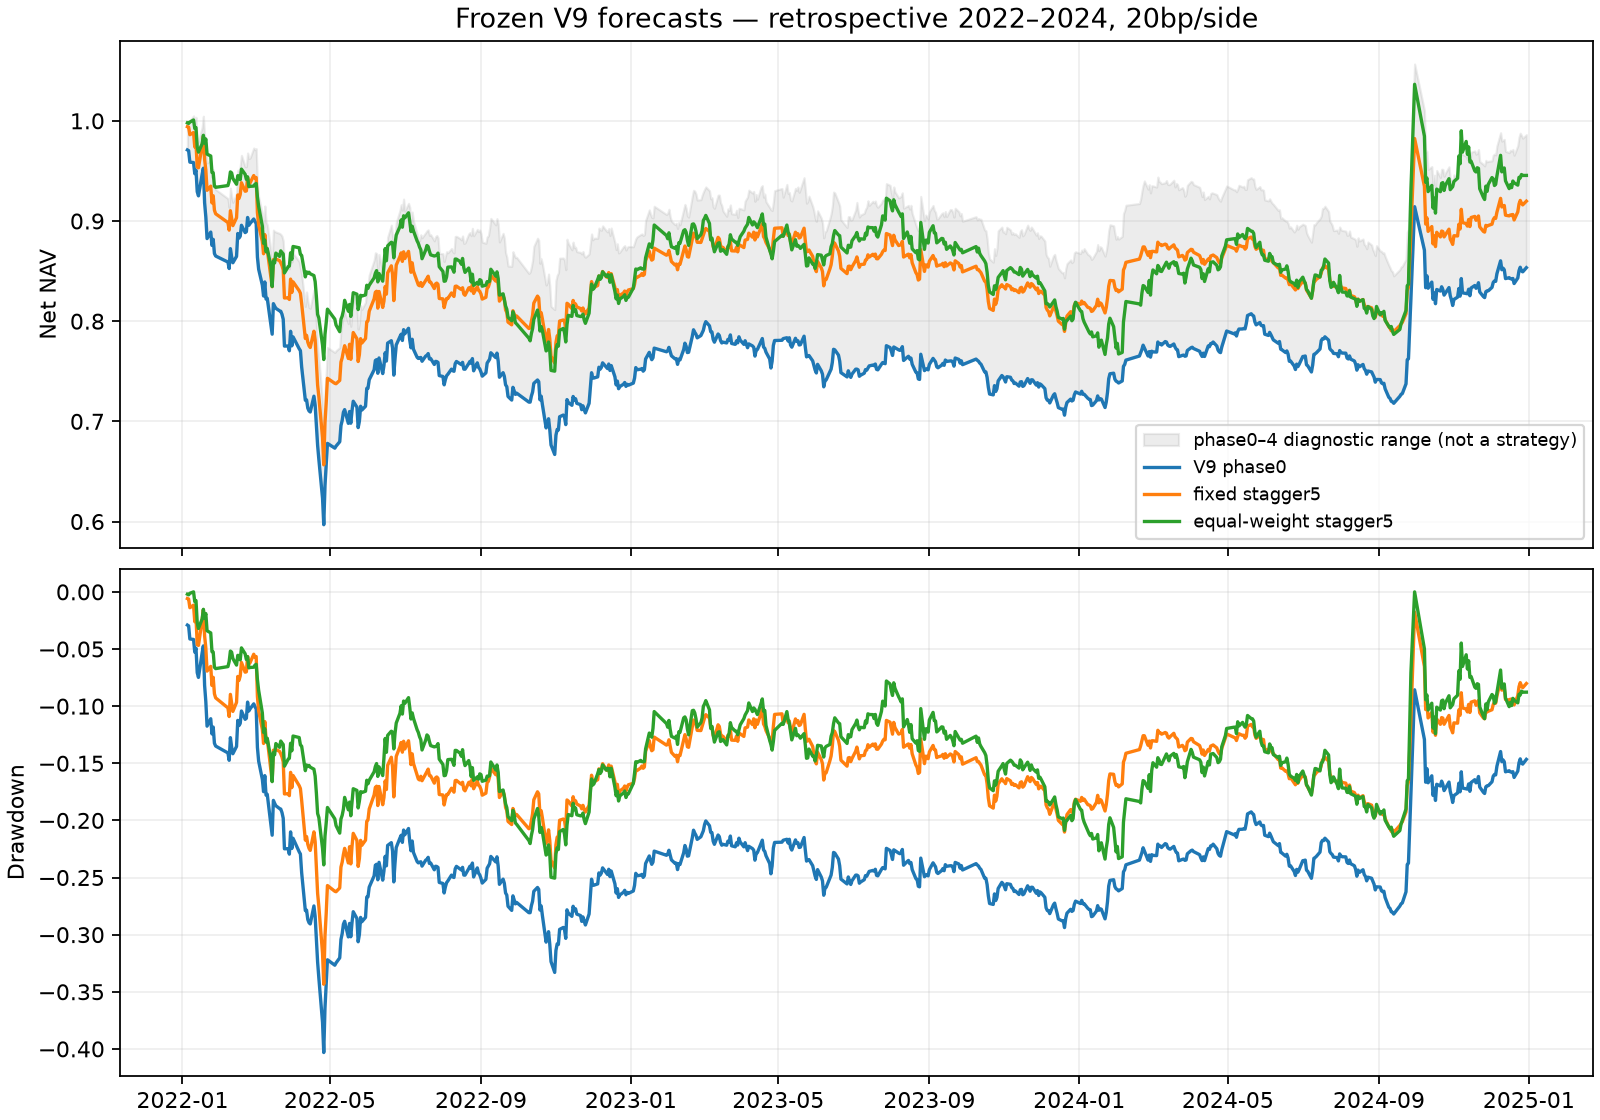 Frozen V9 forecasts — retrospective 2022–2024, 20bp/side
Net NAV
1.0
0.9
0.8
0.7
0.6
phase0–4 diagnostic range (not a strategy)
V9 phase0
fixed stagger5
equal-weight stagger5
Drawdown
0.00
−0.05
−0.10
−0.15
−0.20
−0.25
−0.30
−0.35
−0.40
2022-01 2022-05 2022-09 2023-01 2023-05 2023-09 2024-01 2024-05 2024-09 2025-01